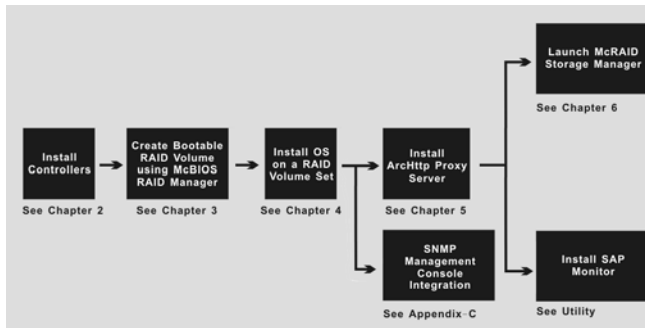 Install
Controllers
See Chapter 2
Create Bootable
RAID Volume
using McBIOS
RAID Manager
See Chapter 3
Install OS
on a RAID
Volume Set
See Chapter 4
Install
ArcHttp Proxy
Server
See Chapter 5
SNMP
Management
Console
Integration
See Appendix-C
Launch McRAID
Storage Manager
See Chapter 6
Install SAP
Monitor
See Utility